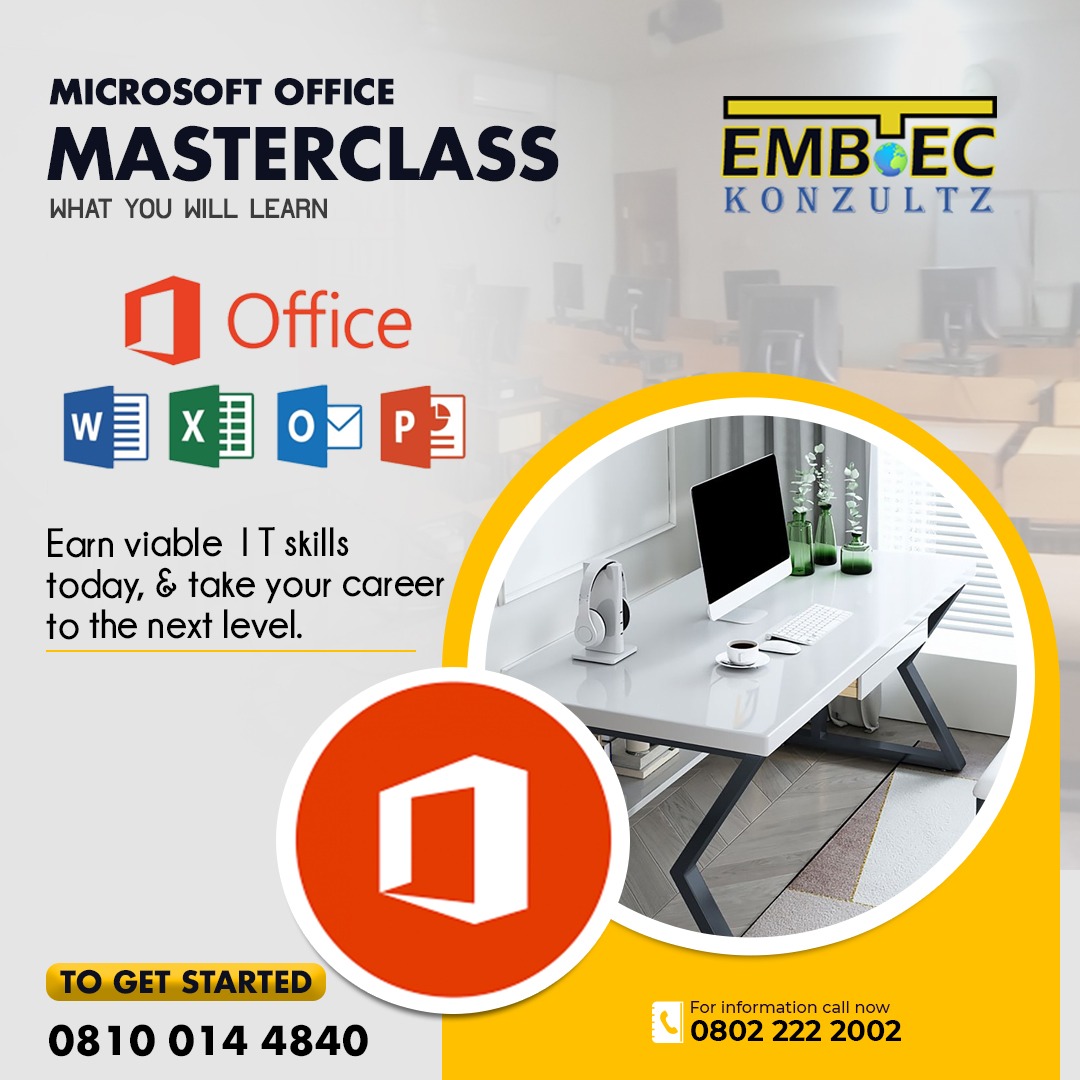 MICROSOFT OFFICE
MASTERCLASS
WHAT YOU WILL LEARN
EMBTEC
KONZULTZ
Office
W X O P
Earn viable IT skills
today, & take your career
to the next level.
TO GET STARTED
0810 014 4840
For information call now
0802 222 2002